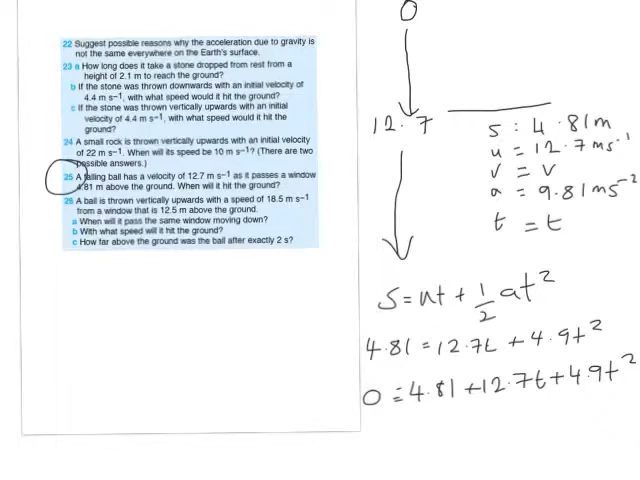 22 Suggest possible reasons why the acceleration due to gravity is
not the same everywhere on the Earth's surface.
23 a How long does it take a stone dropped from rest from a
height of 2.1 m to reach the ground?
b If the stone was thrown downwards with an initial velocity of
4.4 m s−1, with what speed would it hit the ground?
c If the stone was thrown vertically upwards with an initial
velocity of 4.4 m s−1, with what speed would it hit the
ground?
24 A small rock is thrown vertically upwards with an initial velocity
of 22 m s−1. When will its speed be 10 m s−1? (There are two
possible answers.)
25 A falling ball has a velocity of 12.7 m s−1 as it passes a window
4.81 m above the ground. When will it hit the ground?
26 A ball is thrown vertically upwards with a speed of 18.5 m s−1
from a window that is 12.5 m above the ground.
a When will it pass the same window moving down?
b With what speed will it hit the ground?
c How far above the ground was the ball after exactly 2 s?
0
12.7
s : 4.81m
u = 12.7ms-1
v = v
a = 9.81ms-2
t = t
S = ut + 1/2 at²
4.81 = 12.7t + 4.9t²
0 = 4.81 + 12.7t + 4.9t²